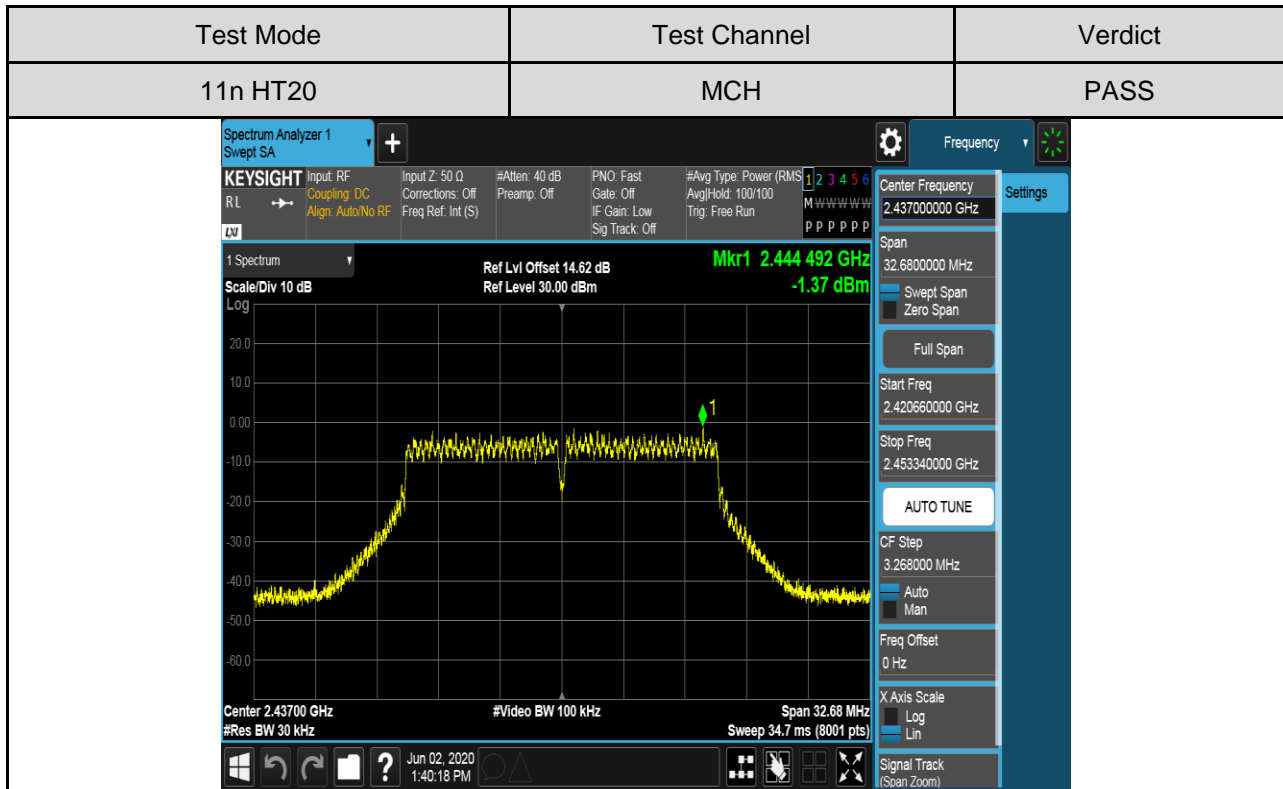 Test Mode Test Channel Verdict
11n HT20 MCH PASS
Spectrum Analyzer 1
Swept SA
Frequency
KEYSIGHT
RL
LXI
Input: RF
Coupling: DC
Align: Auto/No RF
Input Z: 50 Ω
Corrections: Off
Freq Ref: Int (S)
#Atten: 40 dB
Preamp: Off
PNO: Fast
Gate: Off
IF Gain: Low
Sig Track: Off
#Avg Type: Power (RMS
Avg|Hold: 100/100
Trig: Free Run
1 2 3 4 5 6
M W W W W W
P P P P P P
1 Spectrum
Scale/Div 10 dB
Ref Lvl Offset 14.62 dB
Ref Level 30.00 dBm
Mkr1 2.444 492 GHz
-1.37 dBm
Log
20.0
10.0
0.00
-10.0
-20.0
-30.0
-40.0
-50.0
-60.0
1
Center 2.43700 GHz
#Res BW 30 kHz
#Video BW 100 kHz
Span 32.68 MHz
Sweep 34.7 ms (8001 pts)
Center Frequency
2.437000000 GHz
Settings
Span
32.6800000 MHz
Swept Span
Zero Span
Full Span
Start Freq
2.420660000 GHz
Stop Freq
2.453340000 GHz
AUTO TUNE
CF Step
3.268000 MHz
Auto
Man
Freq Offset
0 Hz
X Axis Scale
Log
Lin
Signal Track
(Span Zoom)
?
Jun 02, 2020
1:40:18 PM